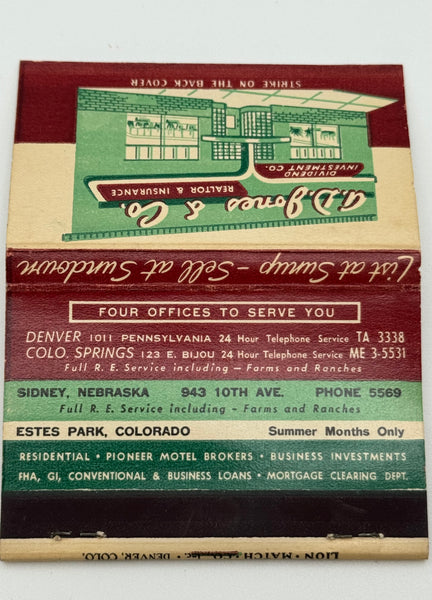 STRIKE ON THE BACK COVER
DIVIDEND
INVESTMENT CO.
REALTOR & INSURANCE
A.D. Jones & Co.
List at Sunup - Sell at Sundown
FOUR OFFICES TO SERVE YOU
DENVER 1011 PENNSYLVANIA 24 Hour Telephone Service TA 3338
COLO. SPRINGS 123 E. BIJOU 24 Hour Telephone Service ME 3-5531
Full R. E. Service including - Farms and Ranches
SIDNEY, NEBRASKA 943 10TH AVE. PHONE 5569
Full R. E. Service including - Farms and Ranches
ESTES PARK, COLORADO Summer Months Only
RESIDENTIAL • PIONEER MOTEL BROKERS • BUSINESS INVESTMENTS
FHA, GI, CONVENTIONAL & BUSINESS LOANS • MORTGAGE CLEARING DEPT.
LION • MATCH • CO., Inc. • DENVER, COLO.